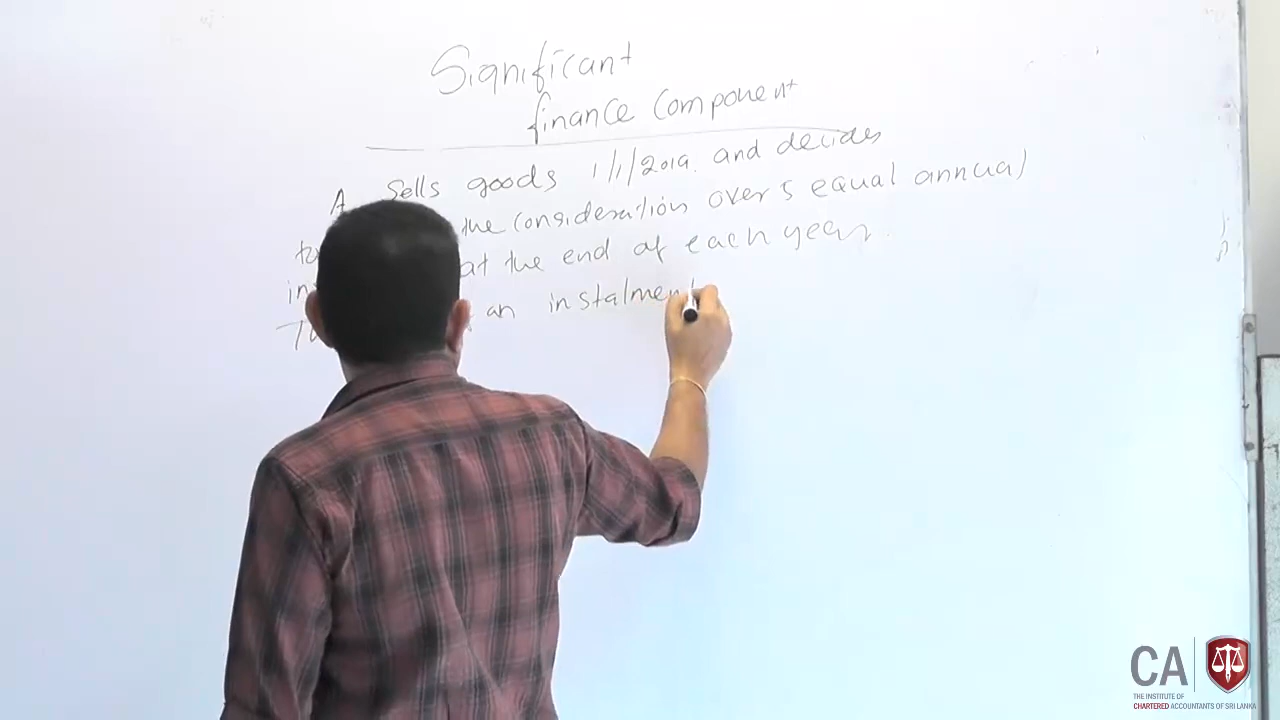 Significant
finance component
A sells goods 1/1/2019. and decides
the consideration over 5 equal annual
at the end of each year.
an instalment
CA
THE INSTITUTE OF
CHARTERED ACCOUNTANTS OF SRI LANKA